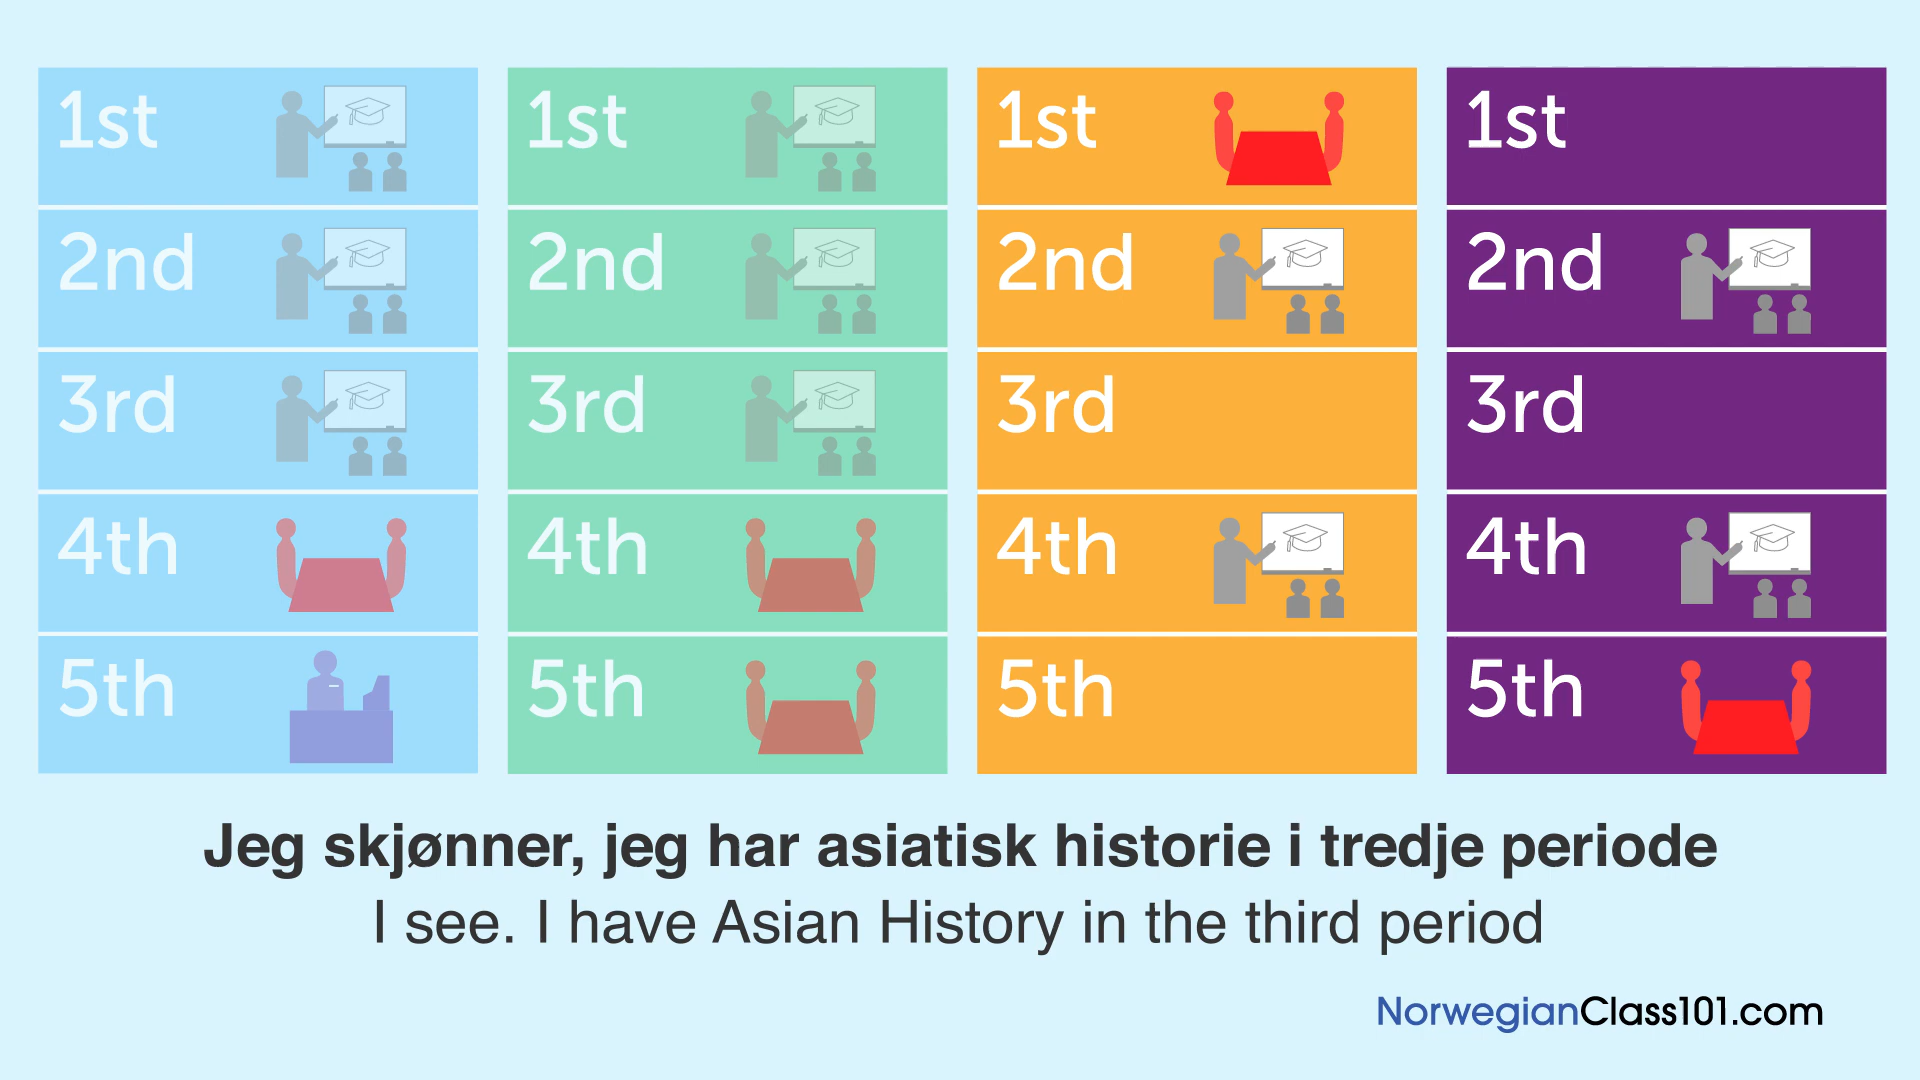 1st 1st 1st 1st
2nd 2nd 2nd 2nd
3rd 3rd 3rd 3rd
4th 4th 4th 4th
5th 5th 5th 5th
Jeg skjønner, jeg har asiatisk historie i tredje periode
I see. I have Asian History in the third period
NorwegianClass101.com